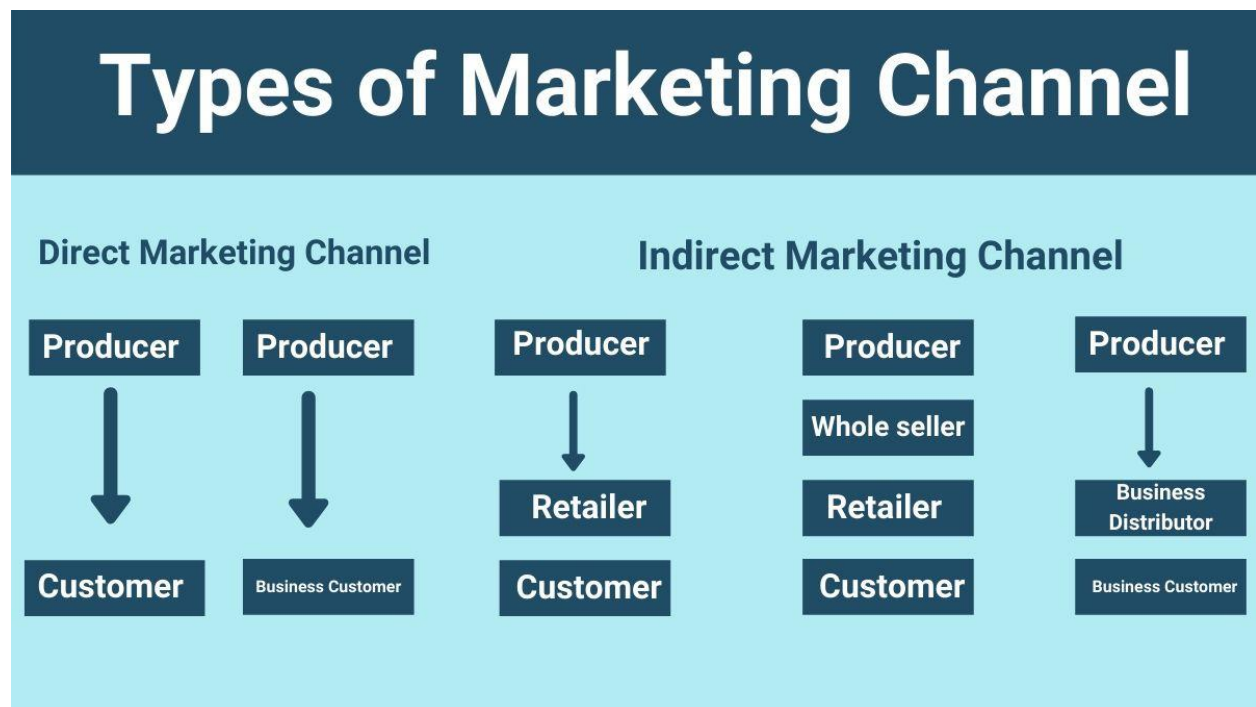 Types of Marketing Channel
Direct Marketing Channel
Indirect Marketing Channel
Producer
Customer
Producer
Business Customer
Producer
Retailer
Customer
Producer
Whole seller
Retailer
Customer
Producer
Business
Distributor
Business Customer